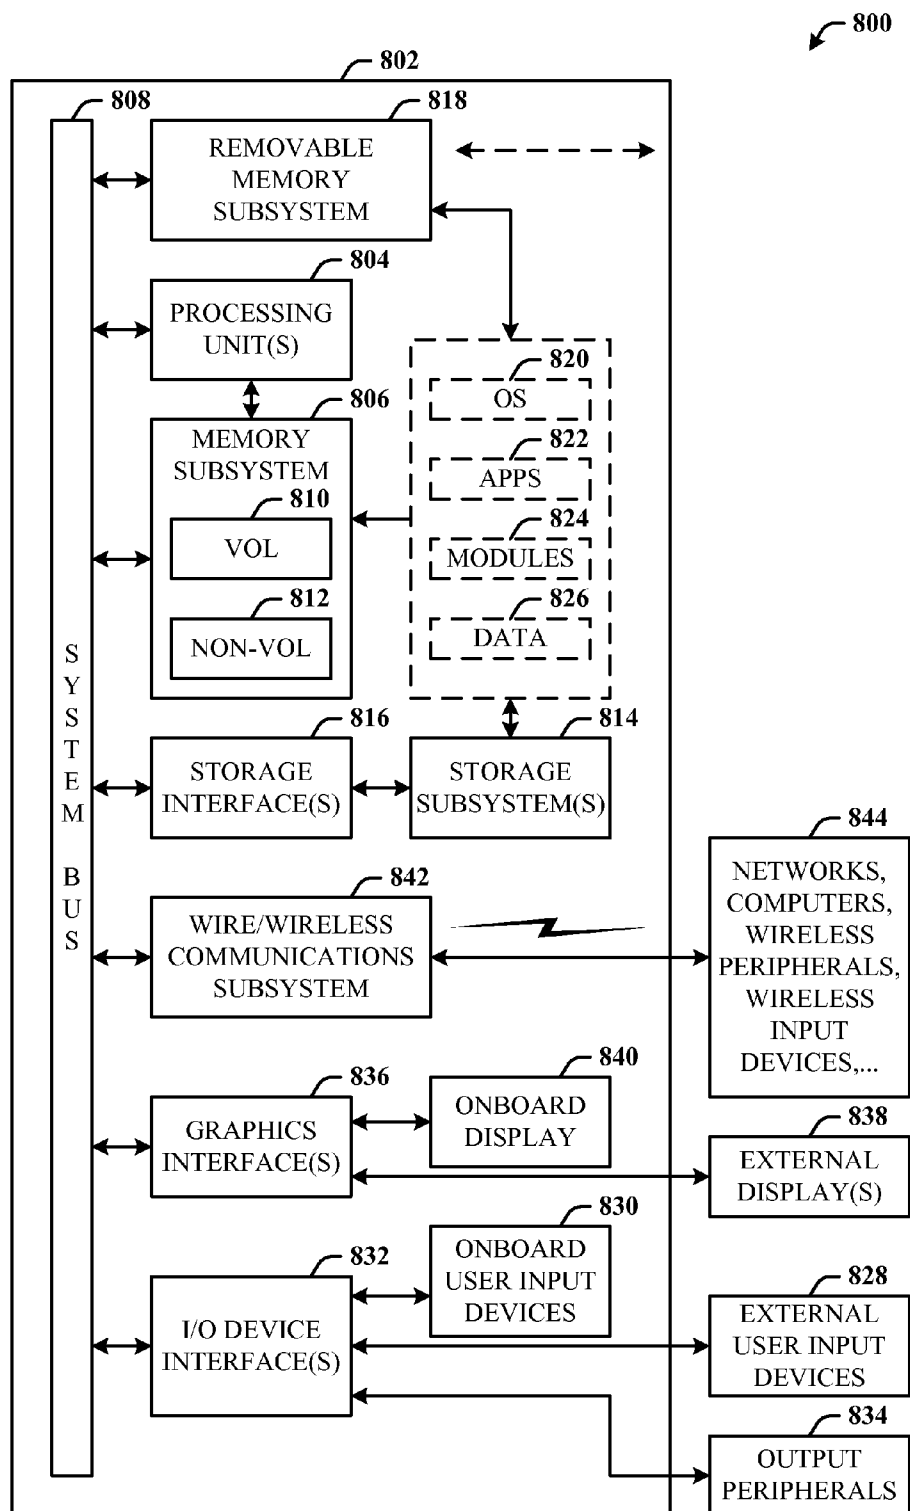 800
802
808
818
REMOVABLE
MEMORY
SUBSYSTEM
804
PROCESSING
UNIT(S)
806
MEMORY
SUBSYSTEM
810
VOL
812
NON-VOL
820
OS
822
APPS
824
MODULES
826
DATA
SYSTEM BUS
816
STORAGE
INTERFACE(S)
814
STORAGE
SUBSYSTEM(S)
842
WIRE/WIRELESS
COMMUNICATIONS
SUBSYSTEM
844
NETWORKS,
COMPUTERS,
WIRELESS
PERIPHERALS,
WIRELESS
INPUT
DEVICES,...
836
GRAPHICS
INTERFACE(S)
840
ONBOARD
DISPLAY
838
EXTERNAL
DISPLAY(S)
832
I/O DEVICE
INTERFACE(S)
830
ONBOARD
USER INPUT
DEVICES
828
EXTERNAL
USER INPUT
DEVICES
834
OUTPUT
PERIPHERALS